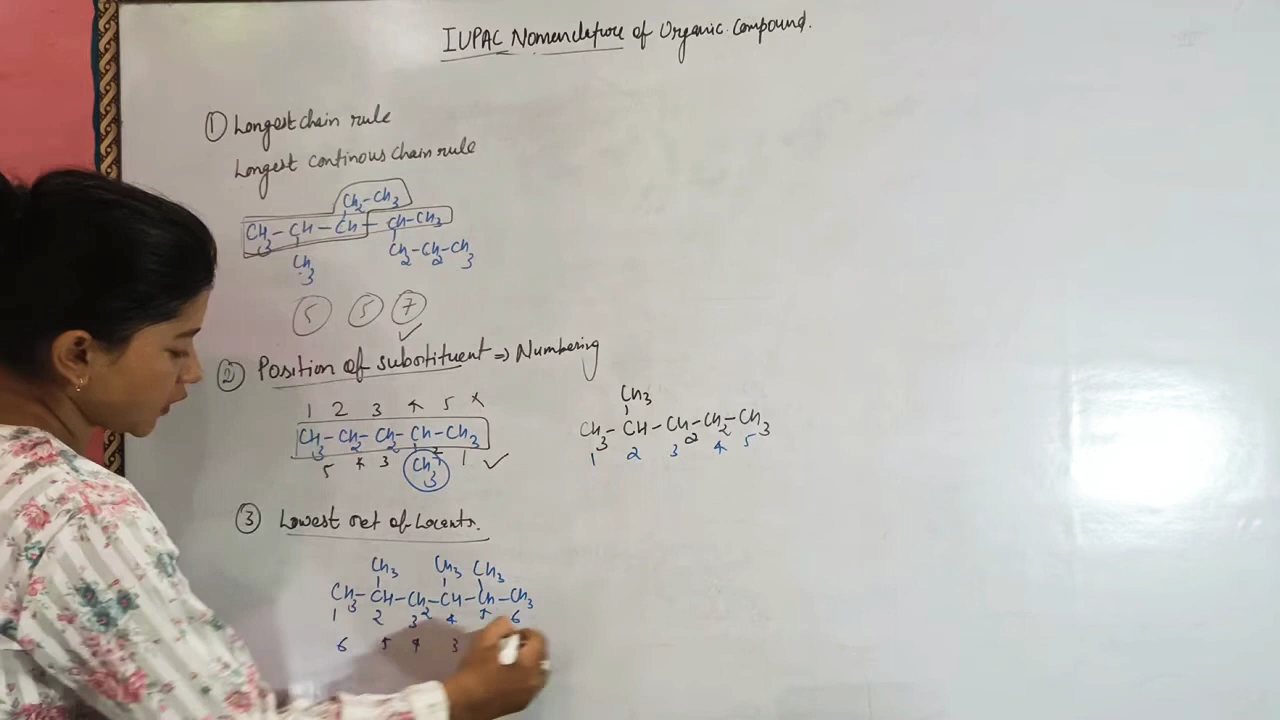 IUPAC Nomenclature of Organic Compound.
① Longest chain rule
Longest continous chain rule
CH₂-CH₃
CH₃-CH-CH-CH-CH₃
CH₃ CH₂-CH₂-CH₃
5 5 7 ✓
② Position of substituent ⇒ Numbering
1 2 3 4 5 ×
CH₃-CH₂-CH₂-CH-CH₃
5 4 3 2 1 ✓
CH₃
CH₃
CH₃-CH-CH₂-CH₂-CH₃
1 2 3 4 5
③ Lowest set of Locents.
CH₃ CH₃ CH₃
CH₃-CH-CH₂-CH-CH-CH₃
1 2 3 4 5 6
6 5 4 3